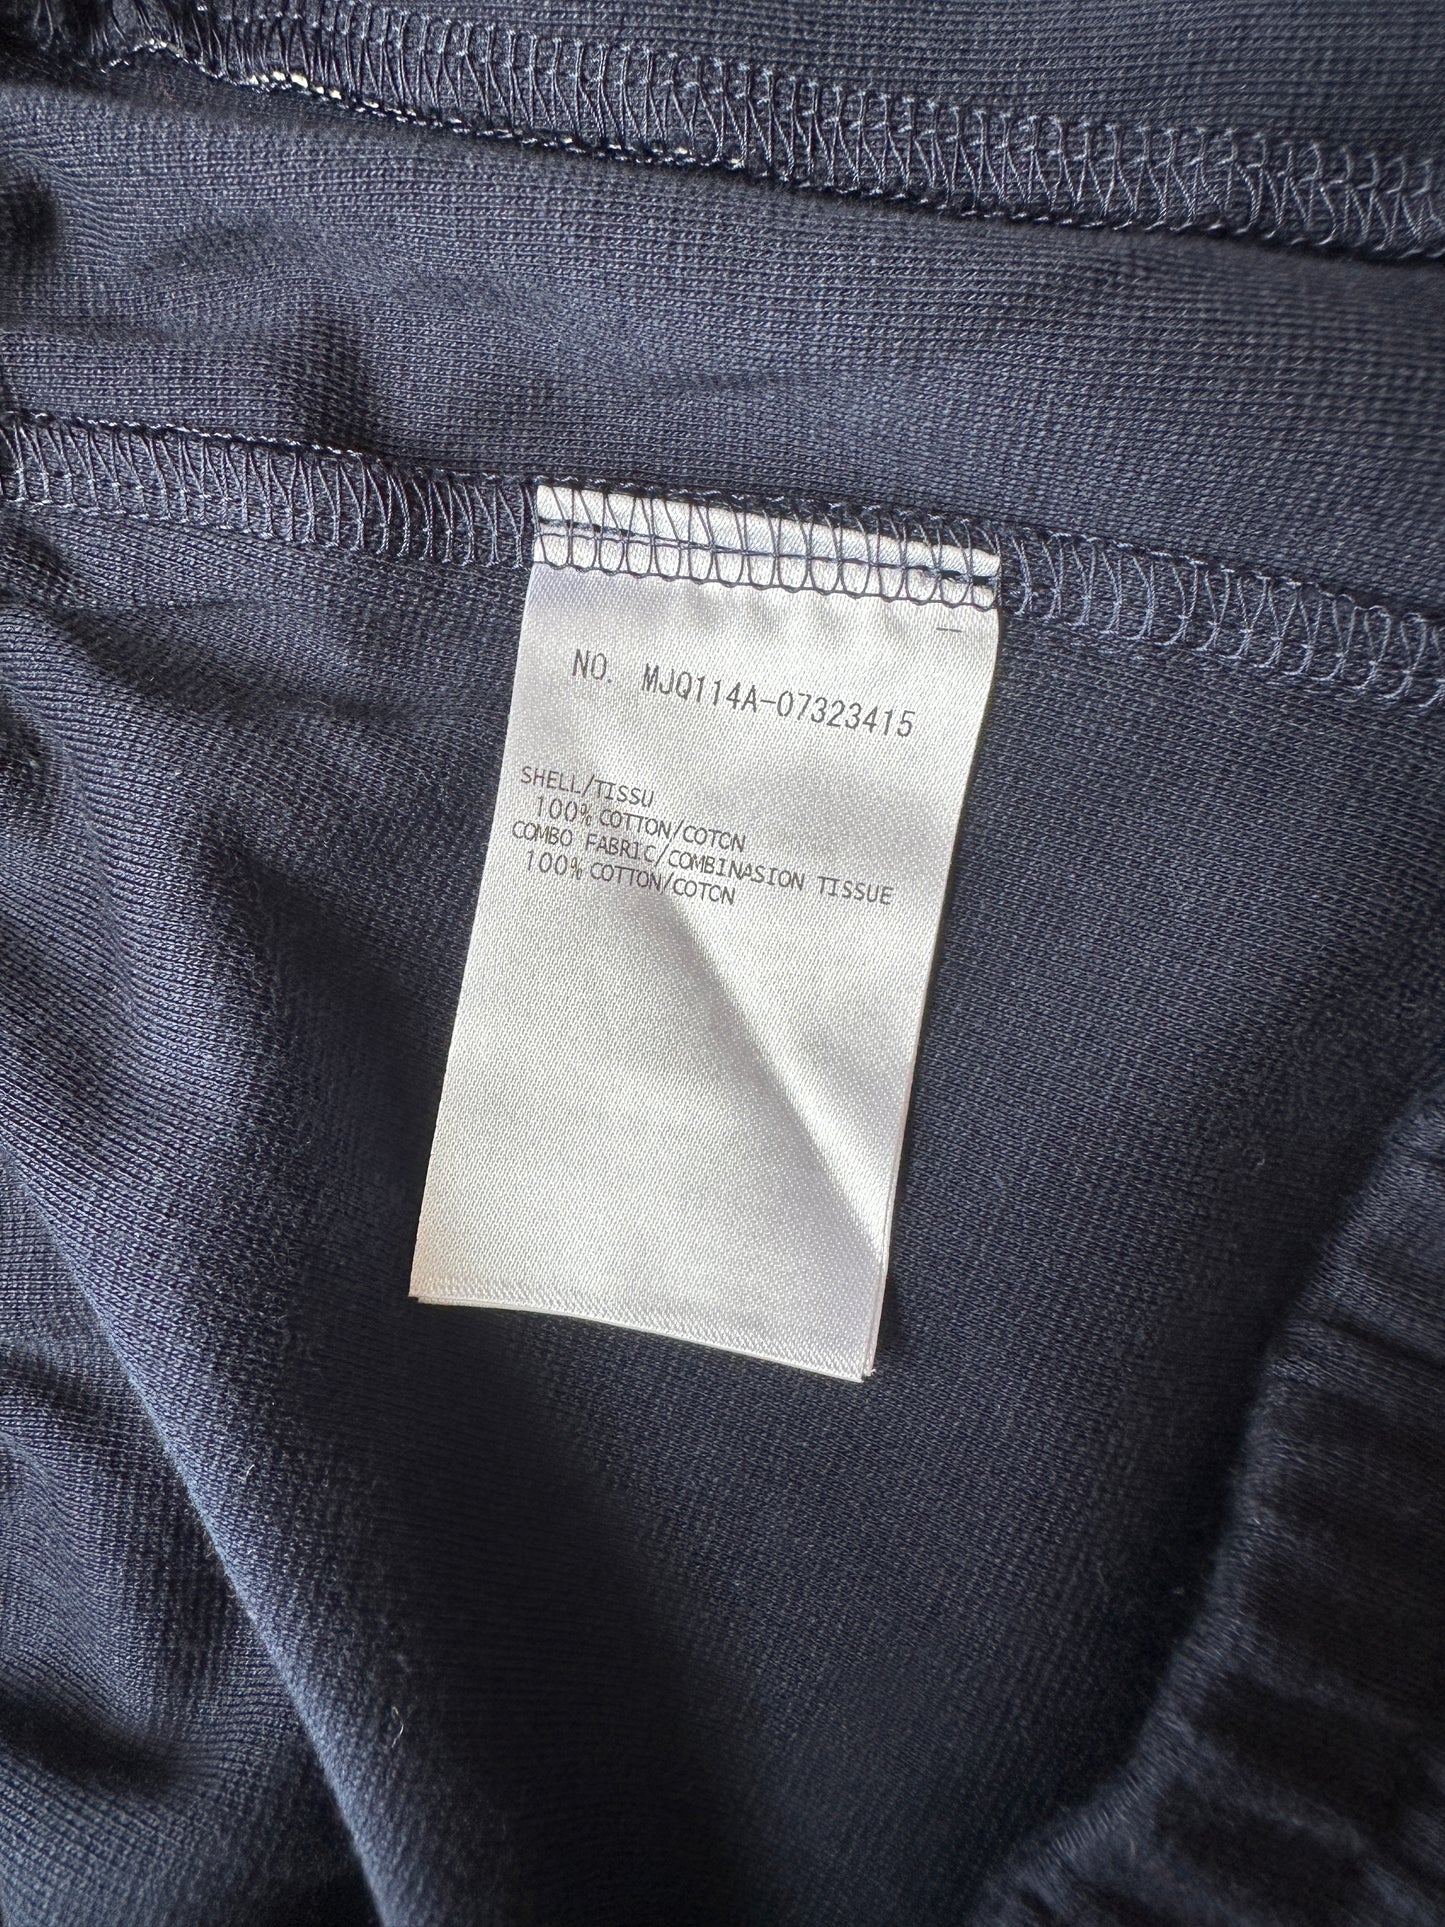 NO. MJQ114A-07323415
SHELL/TISSU
100% COTTON/COTON
COMBO FABRIC/COMBINASION TISSUE
100% COTTON/COTON